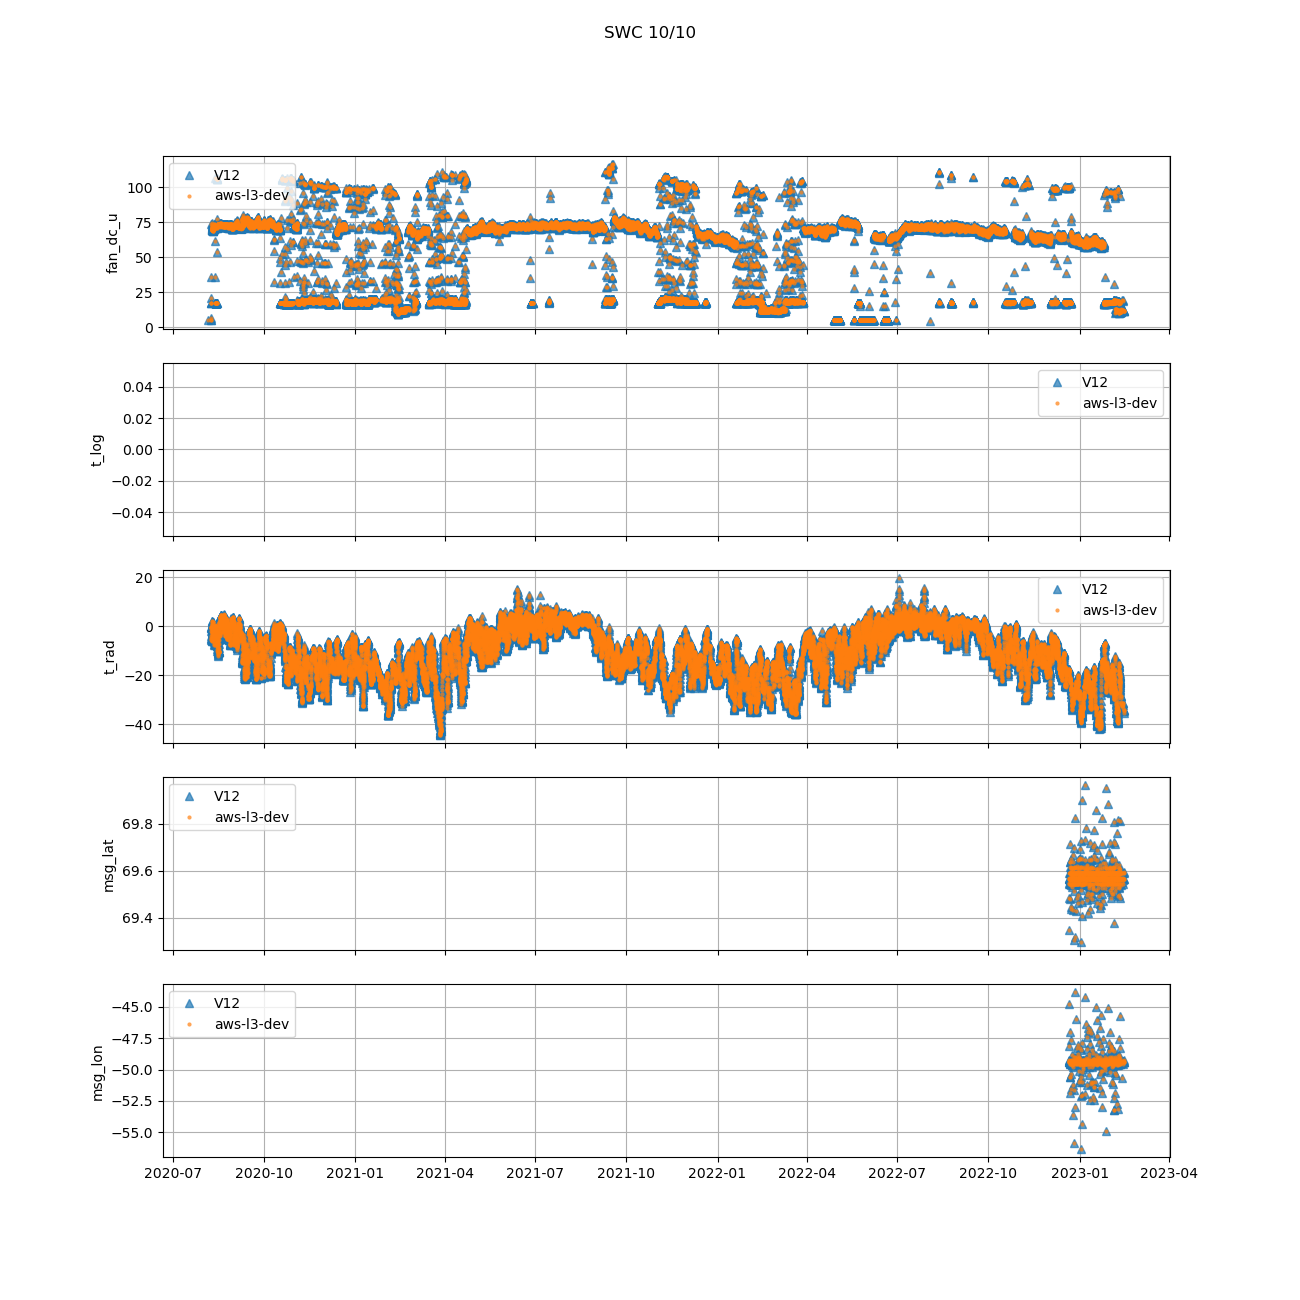 SWC 10/10
V12
aws-l3-dev
100
75
50
25
0
fan_dc_u
V12
aws-l3-dev
0.04
0.02
0.00
−0.02
−0.04
t_log
V12
aws-l3-dev
20
0
−20
−40
t_rad
V12
aws-l3-dev
69.8
69.6
69.4
msg_lat
V12
aws-l3-dev
−45.0
−47.5
−50.0
−52.5
−55.0
msg_lon
2020-07 2020-10 2021-01 2021-04 2021-07 2021-10 2022-01 2022-04 2022-07 2022-10 2023-01 2023-04